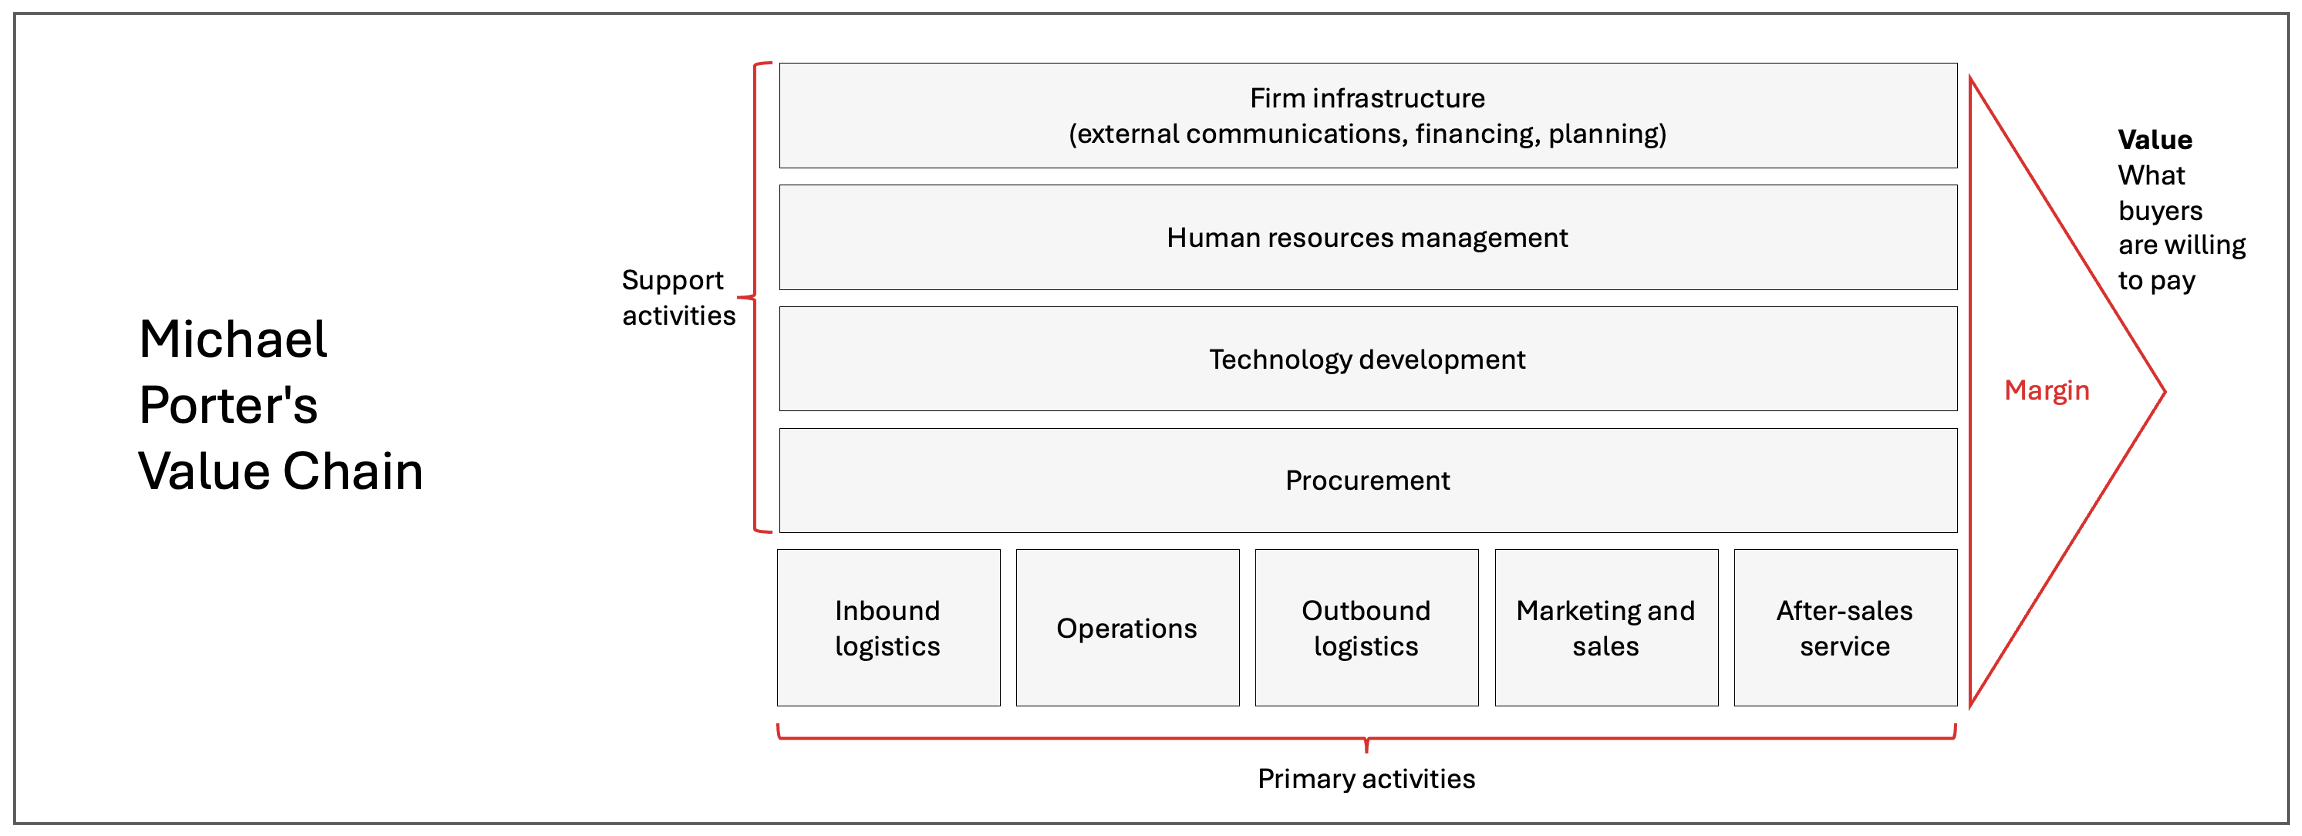 Michael
Porter's
Value Chain
Support
activities
Firm infrastructure
(external communications, financing, planning)
Human resources management
Technology development
Procurement
Inbound
logistics
Operations
Outbound
logistics
Marketing and
sales
After-sales
service
Primary activities
Margin
Value
What
buyers
are willing
to pay